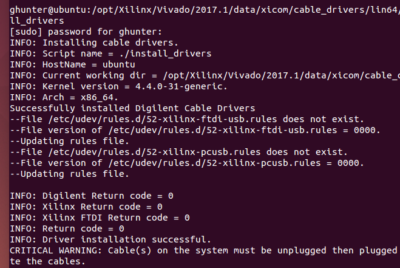 ghunter@ubuntu:/opt/Xilinx/Vivado/2017.1/data/xicom/cable_drivers/lin64/
ll_drivers
[sudo] password for ghunter:
INFO: Installing cable drivers.
INFO: Script name = ./install_drivers
INFO: HostName = ubuntu
INFO: Current working dir = /opt/Xilinx/Vivado/2017.1/data/xicom/cable_d
INFO: Kernel version = 4.4.0-31-generic.
INFO: Arch = x86_64.
Successfully installed Digilent Cable Drivers
--File /etc/udev/rules.d/52-xilinx-ftdi-usb.rules does not exist.
--File version of /etc/udev/rules.d/52-xilinx-ftdi-usb.rules = 0000.
--Updating rules file.
--File /etc/udev/rules.d/52-xilinx-pcusb.rules does not exist.
--File version of /etc/udev/rules.d/52-xilinx-pcusb.rules = 0000.
--Updating rules file.
INFO: Digilent Return code = 0
INFO: Xilinx Return code = 0
INFO: Xilinx FTDI Return code = 0
INFO: Return code = 0
INFO: Driver installation successful.
CRITICAL WARNING: Cable(s) on the system must be unplugged then plugged
te the cables.